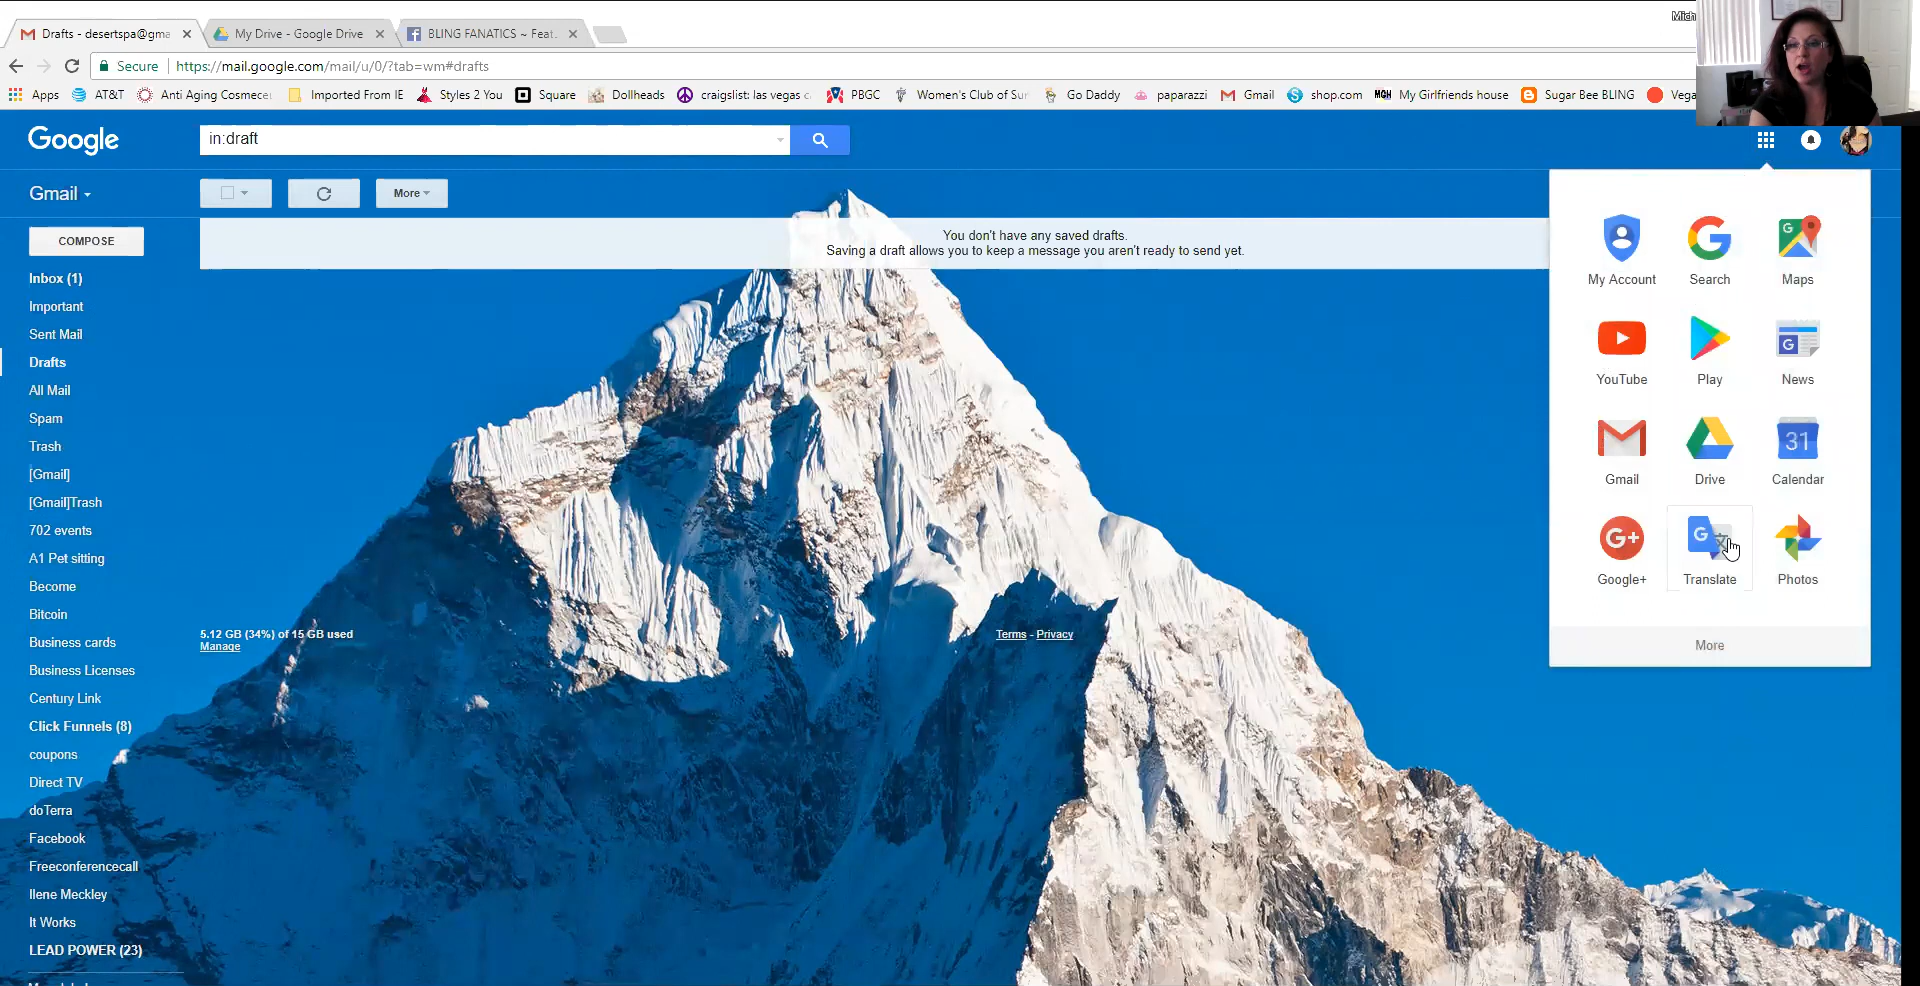 Mich
Drafts - desertspa@gma
My Drive - Google Drive
BLING FANATICS ~ Feat.
Secure
https://mail.google.com/mail/u/0/?tab=wm#drafts
Apps
AT&T
Anti Aging Cosmece
Imported From IE
Styles 2 You
Square
Dollheads
craigslist: las vegas c
PBGC
Women's Club of Sun
Go Daddy
paparazzi
Gmail
shop.com
MGH
My Girlfriends house
Sugar Bee BLING
Vega
Google
in:draft
Gmail
More
You don't have any saved drafts.
Saving a draft allows you to keep a message you aren't ready to send yet.
COMPOSE
Inbox (1)
Important
Sent Mail
Drafts
All Mail
Spam
Trash
[Gmail]
[Gmail]Trash
702 events
A1 Pet sitting
Become
Bitcoin
Business cards
Business Licenses
Century Link
Click Funnels (8)
coupons
Direct TV
doTerra
Facebook
Freeconferencecall
Ilene Meckley
It Works
LEAD POWER (23)
5.12 GB (34%) of 15 GB used
Manage
Terms - Privacy
My Account
Search
Maps
YouTube
Play
News
Gmail
Drive
31
Calendar
G+
Google+
Translate
Photos
More